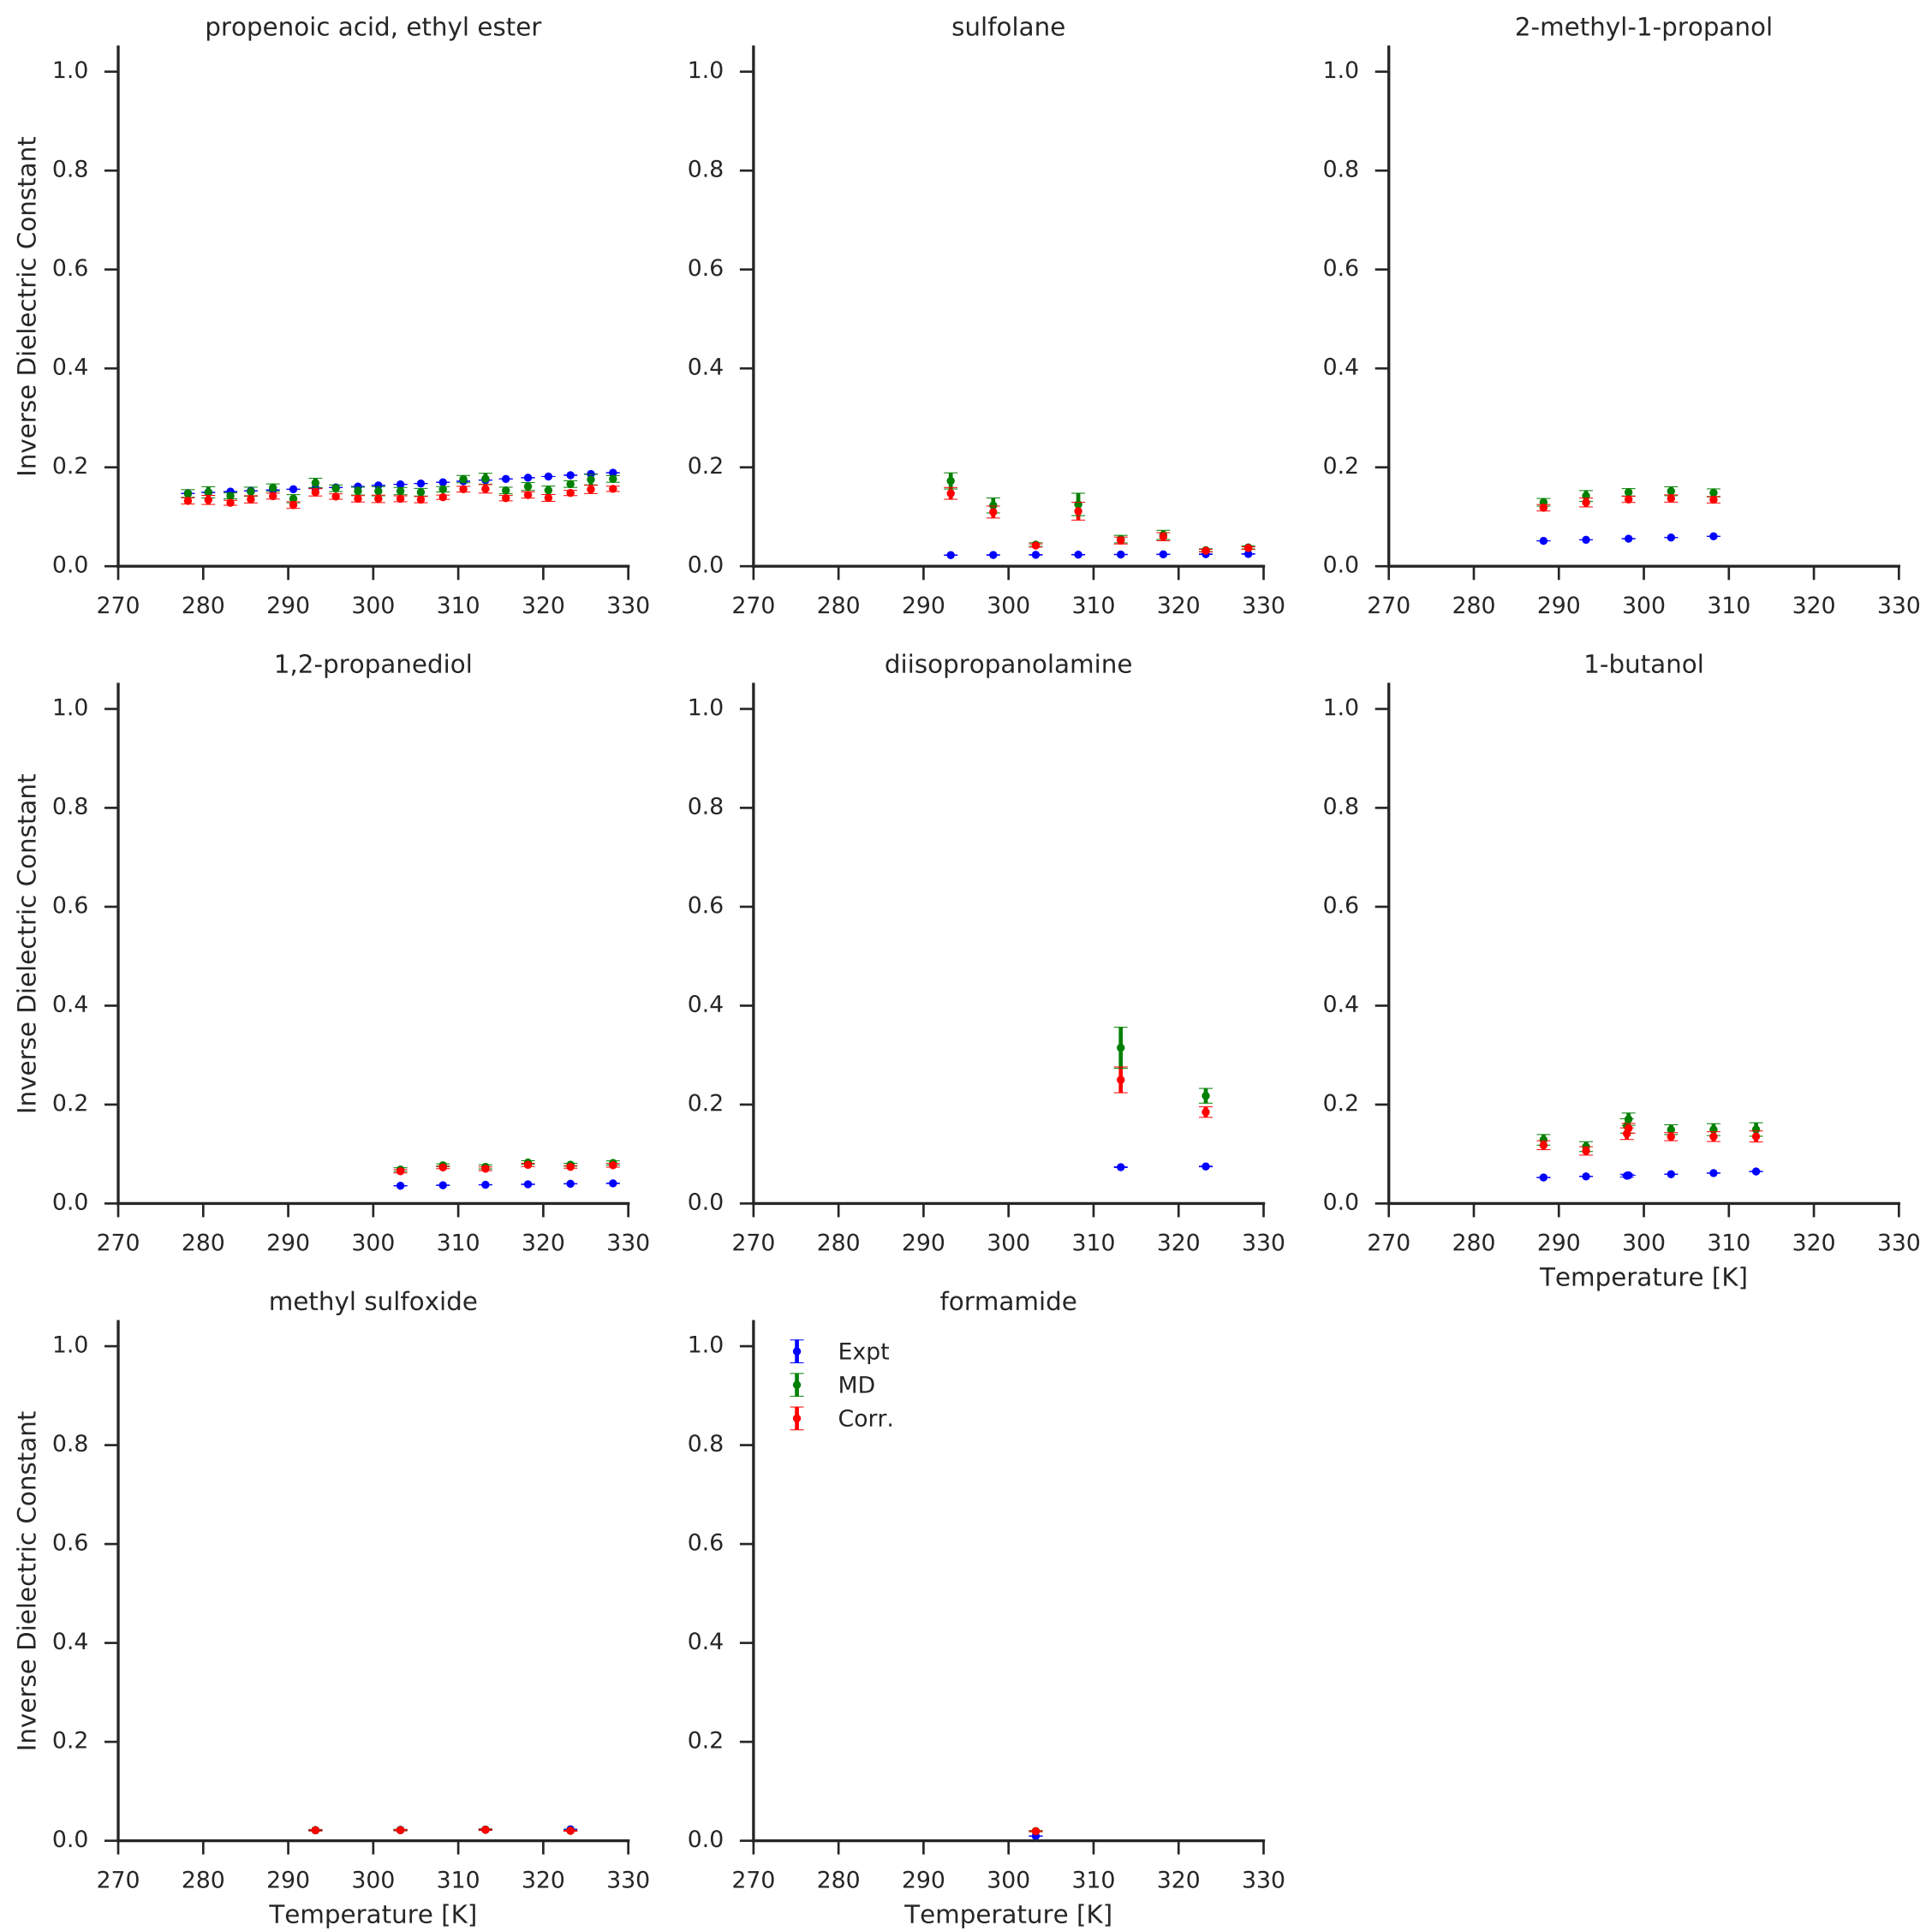 propenoic acid, ethyl ester
Inverse Dielectric Constant
1.0
0.8
0.6
0.4
0.2
0.0
270 280 290 300 310 320 330
sulfolane
1.0
0.8
0.6
0.4
0.2
0.0
270 280 290 300 310 320 330
2-methyl-1-propanol
1.0
0.8
0.6
0.4
0.2
0.0
270 280 290 300 310 320 330
1,2-propanediol
Inverse Dielectric Constant
1.0
0.8
0.6
0.4
0.2
0.0
270 280 290 300 310 320 330
diisopropanolamine
1.0
0.8
0.6
0.4
0.2
0.0
270 280 290 300 310 320 330
1-butanol
1.0
0.8
0.6
0.4
0.2
0.0
270 280 290 300 310 320 330
Temperature [K]
methyl sulfoxide
Inverse Dielectric Constant
1.0
0.8
0.6
0.4
0.2
0.0
270 280 290 300 310 320 330
Temperature [K]
formamide
Expt
MD
Corr.
1.0
0.8
0.6
0.4
0.2
0.0
270 280 290 300 310 320 330
Temperature [K]